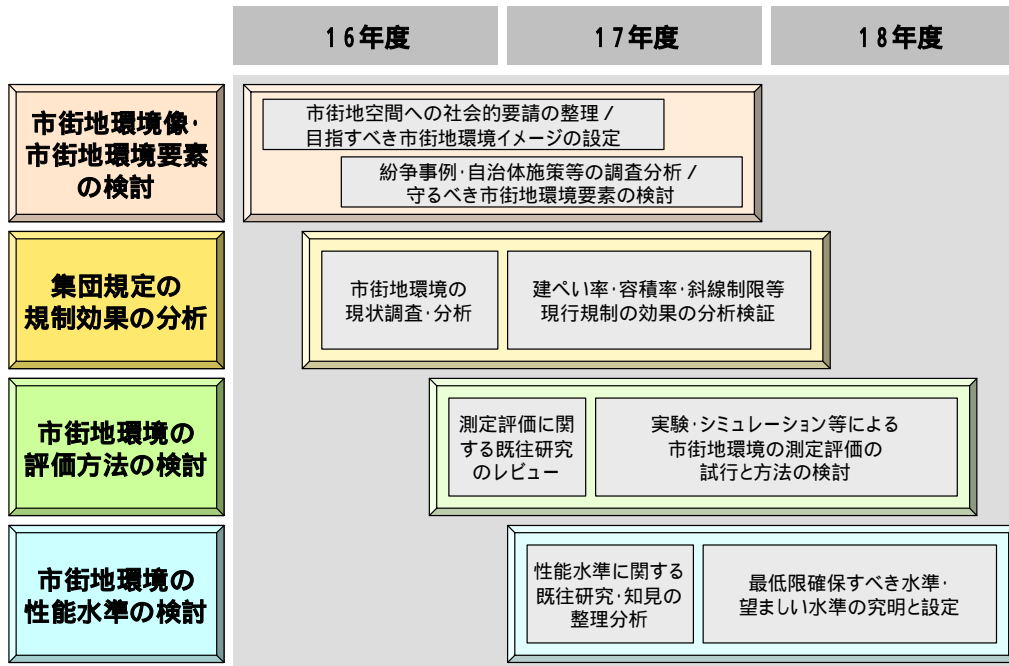 16年度
17年度
18年度
市街地環境像・
市街地環境要素
の検討
市街地空間への社会的要請の整理 /
目指すべき市街地環境イメージの設定
紛争事例・自治体施策等の調査分析 /
守るべき市街地環境要素の検討
集団規定の
規制効果の分析
市街地環境の
現状調査・分析
建ぺい率・容積率・斜線制限等
現行規制の効果の分析検証
市街地環境の
評価方法の検討
測定評価に関
する既往研究
のレビュー
実験・シミュレーション等による
市街地環境の測定評価の
試行と方法の検討
市街地環境の
性能水準の検討
性能水準に関する
既往研究・知見の
整理分析
最低限確保すべき水準・
望ましい水準の究明と設定